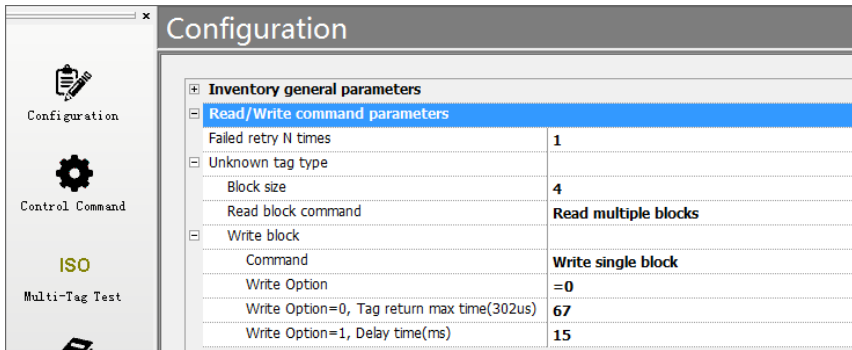 x
Configuration
Configuration
Control Command
ISO
Multi-Tag Test
Inventory general parameters
Read/Write command parameters
Failed retry N times 1
Unknown tag type
Block size 4
Read block command Read multiple blocks
Write block
Command Write single block
Write Option =0
Write Option=0, Tag return max time(302us) 67
Write Option=1, Delay time(ms) 15